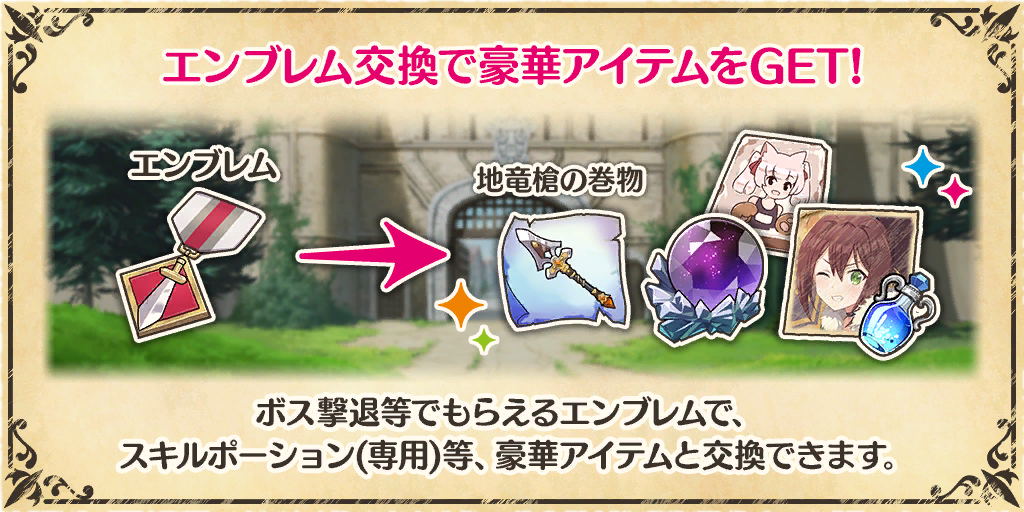 エンブレム交換で豪華アイテムをGET!
エンブレム
地竜槍の巻物
ボス撃退等でもらえるエンブレムで、
スキルポーション(専用)等、豪華アイテムと交換できます。